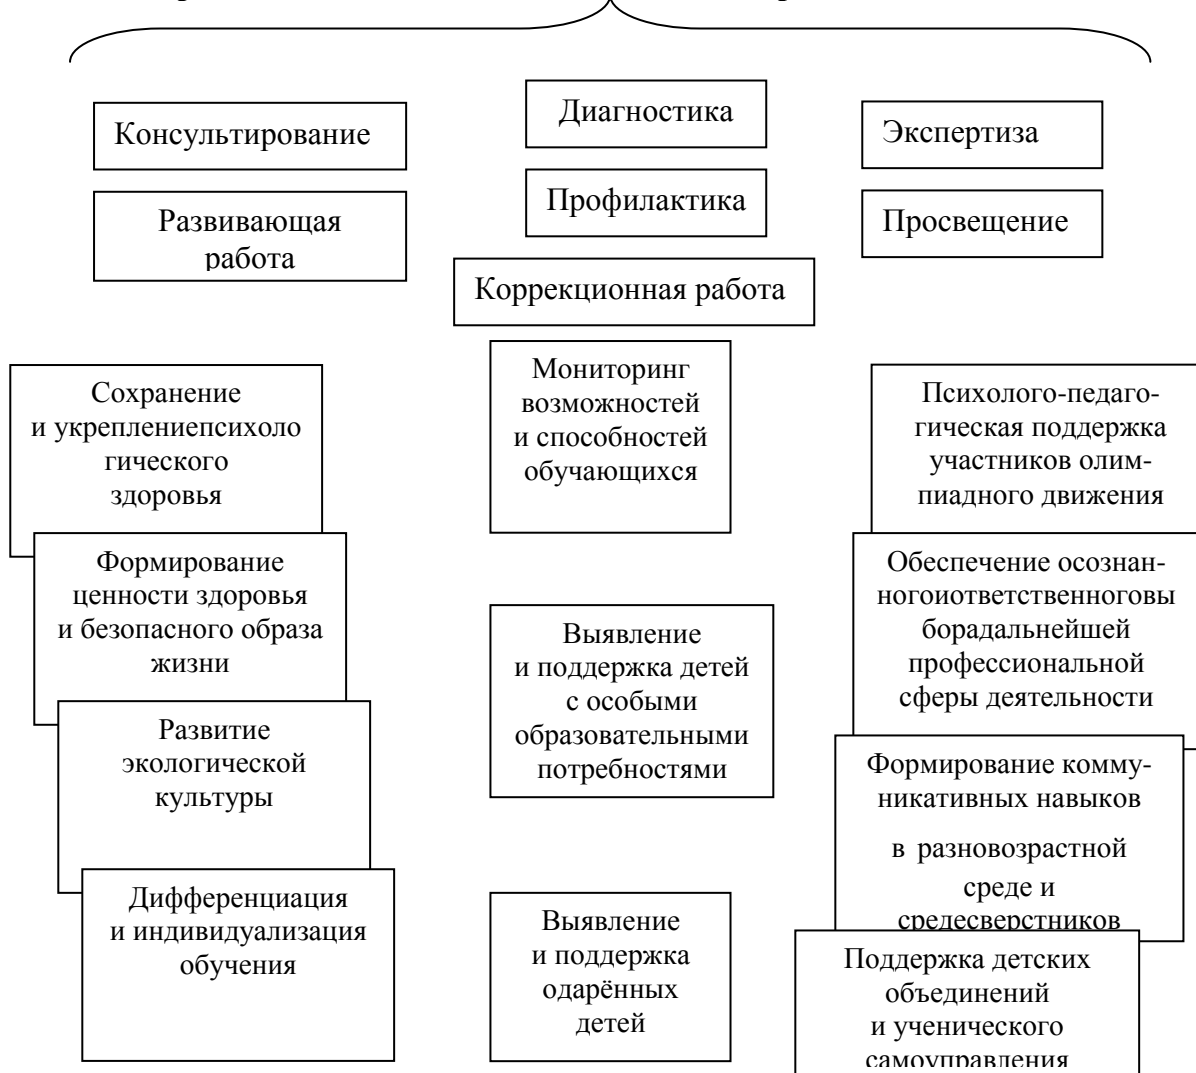 Консультирование
Диагностика
Экспертиза
Развивающая
работа
Профилактика
Просвещение
Коррекционная работа
Сохранение
и укреплениепсихоло
гического
здоровья
Мониторинг
возможностей
и способностей
обучающихся
Психолого-педаго-
гическая поддержка
участников олим-
пиадного движения
Формирование
ценности здоровья
и безопасного образа
жизни
Выявление
и поддержка детей
с особыми
образовательными
потребностями
Обеспечение осознан-
ногоиответственноговы
борадальнейшей
профессиональной
сферы деятельности
Развитие
экологической
культуры
Формирование комму-
никативных навыков
в разновозрастной
среде и
средесверстников
Дифференциация
и индивидуализация
обучения
Выявление
и поддержка
одарённых
детей
Поддержка детских
объединений
и ученического
самоуправления